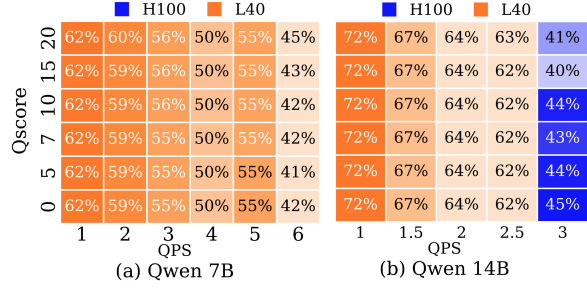 H100 L40 H100 L40
Qscore
20 62% 60% 56% 50% 55% 45% 72% 67% 64% 63% 41%
15 62% 59% 56% 50% 55% 43% 72% 67% 64% 62% 40%
10 62% 59% 56% 50% 55% 42% 72% 67% 64% 62% 44%
7 62% 59% 55% 50% 55% 42% 72% 67% 64% 62% 43%
5 62% 59% 55% 50% 55% 41% 72% 67% 64% 62% 44%
0 62% 59% 55% 50% 55% 42% 72% 67% 64% 62% 45%
1 2 3 4 5 6 1 1.5 2 2.5 3
QPS QPS
(a) Qwen 7B (b) Qwen 14B